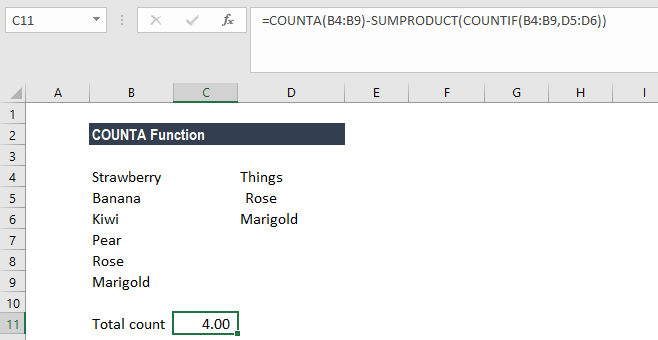 C11 fx =COUNTA(B4:B9)-SUMPRODUCT(COUNTIF(B4:B9,D5:D6))
A B C D E F G H I
1
2 COUNTA Function
3
4 Strawberry Things
5 Banana Rose
6 Kiwi Marigold
7 Pear
8 Rose
9 Marigold
10
11 Total count 4.00